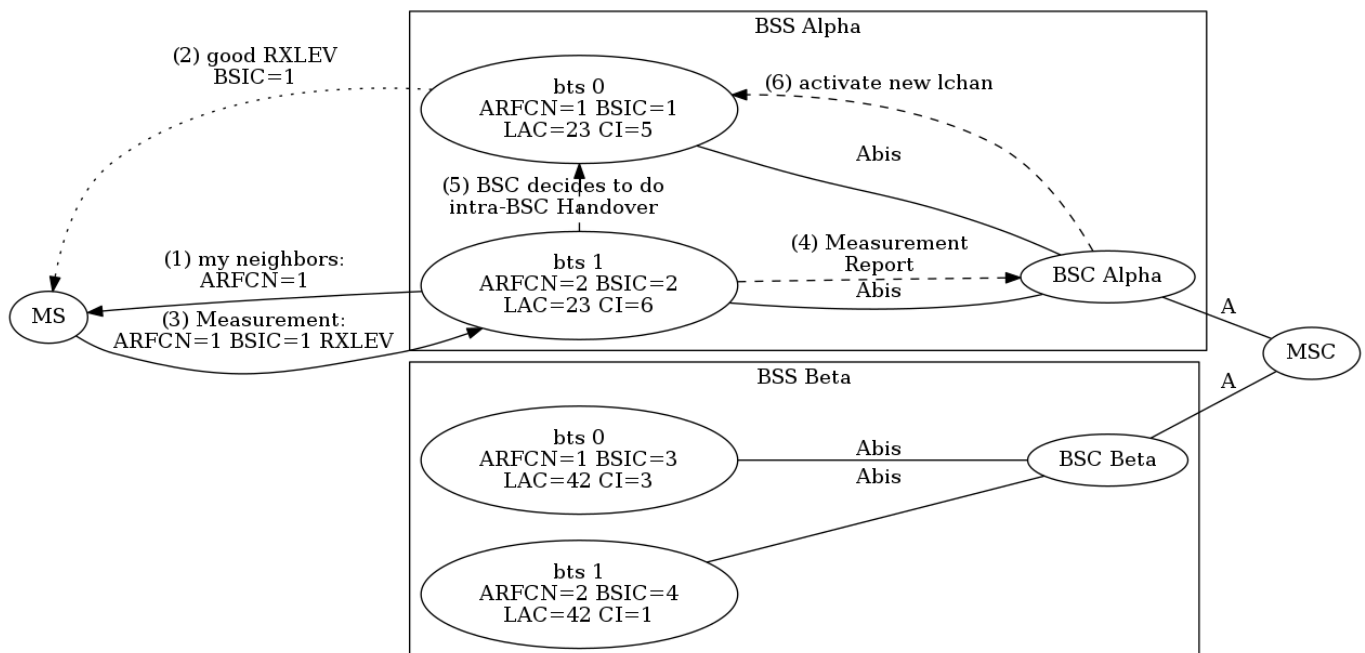 BSS Alpha
(2) good RXLEV
BSIC=1
bts 0
ARFCN=1 BSIC=1
LAC=23 CI=5
(6) activate new lchan
Abis
(5) BSC decides to do
intra-BSC Handover
(1) my neighbors:
ARFCN=1
bts 1
ARFCN=2 BSIC=2
LAC=23 CI=6
(4) Measurement
Report
Abis
BSC Alpha
MS
(3) Measurement:
ARFCN=1 BSIC=1 RXLEV
A
MSC
A
BSS Beta
bts 0
ARFCN=1 BSIC=3
LAC=42 CI=3
Abis
BSC Beta
Abis
bts 1
ARFCN=2 BSIC=4
LAC=42 CI=1